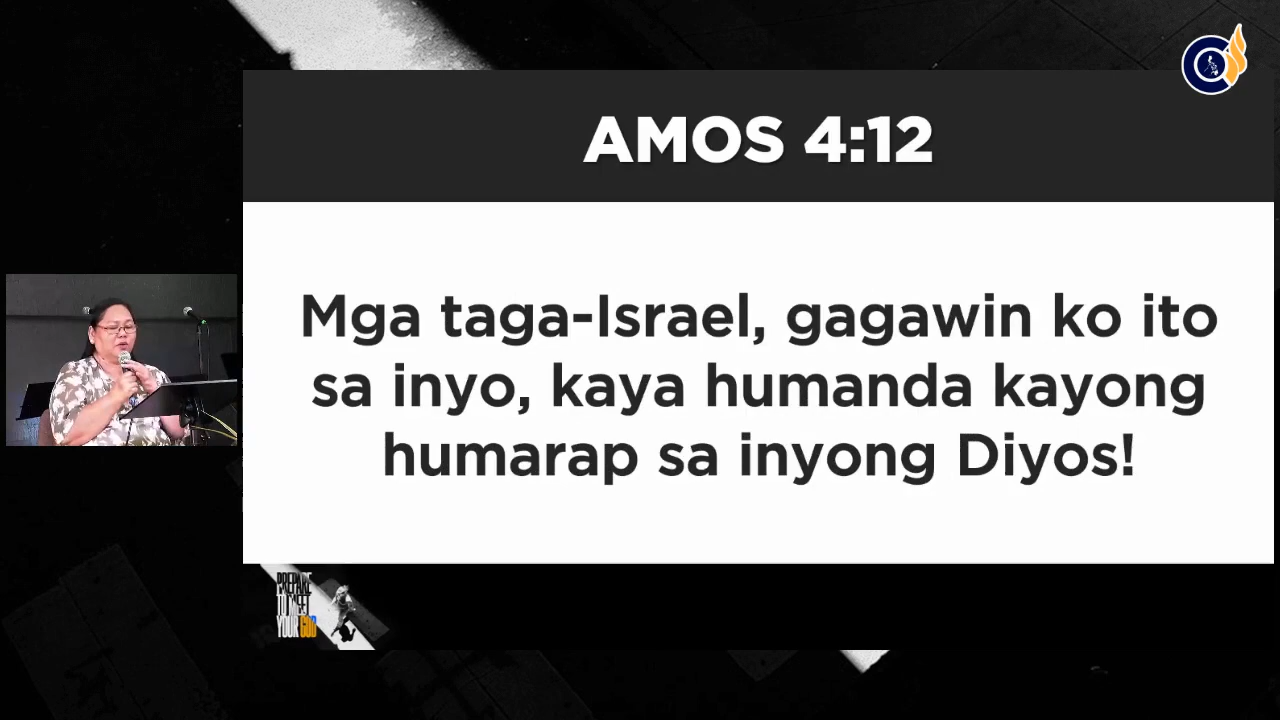 AMOS 4:12
Mga taga-Israel, gagawin ko ito
sa inyo, kaya humanda kayong
humarap sa inyong Diyos!
PREPARE
TO MEET
YOUR GOD